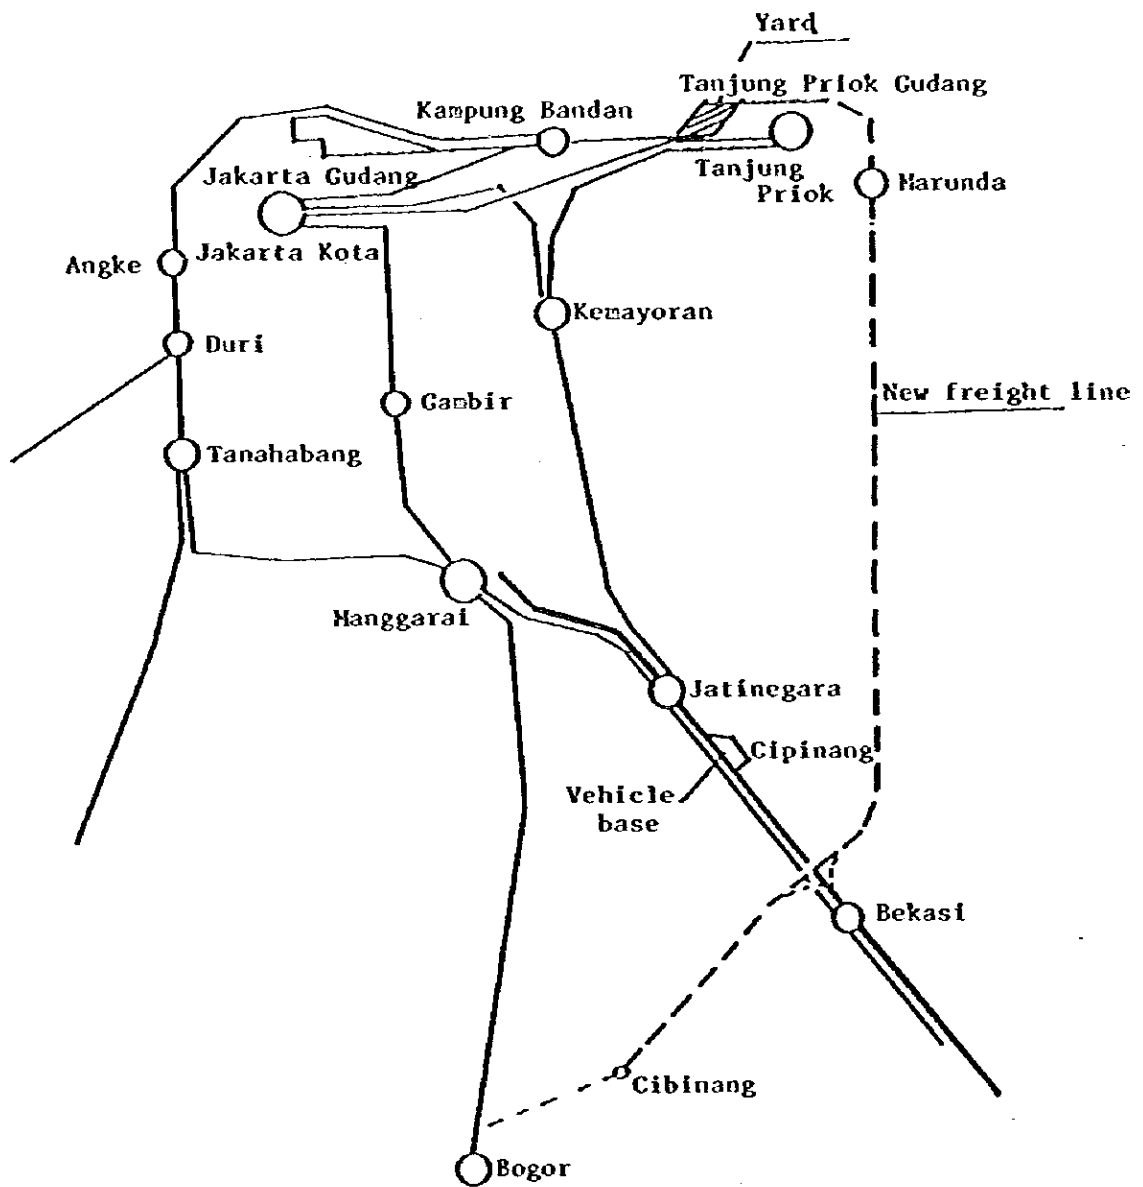 Yard
Tanjung Priok Gudang
Kampung Bandan
Jakarta Gudang
Tanjung
Priok
Marunda
Jakarta Kota
Angke
Kemayoran
Duri
Gambir
New freight line
Tanahabang
Manggarai
Jatinegara
Cipinang
Vehicle
base
Bekasi
Cibinang
Bogor